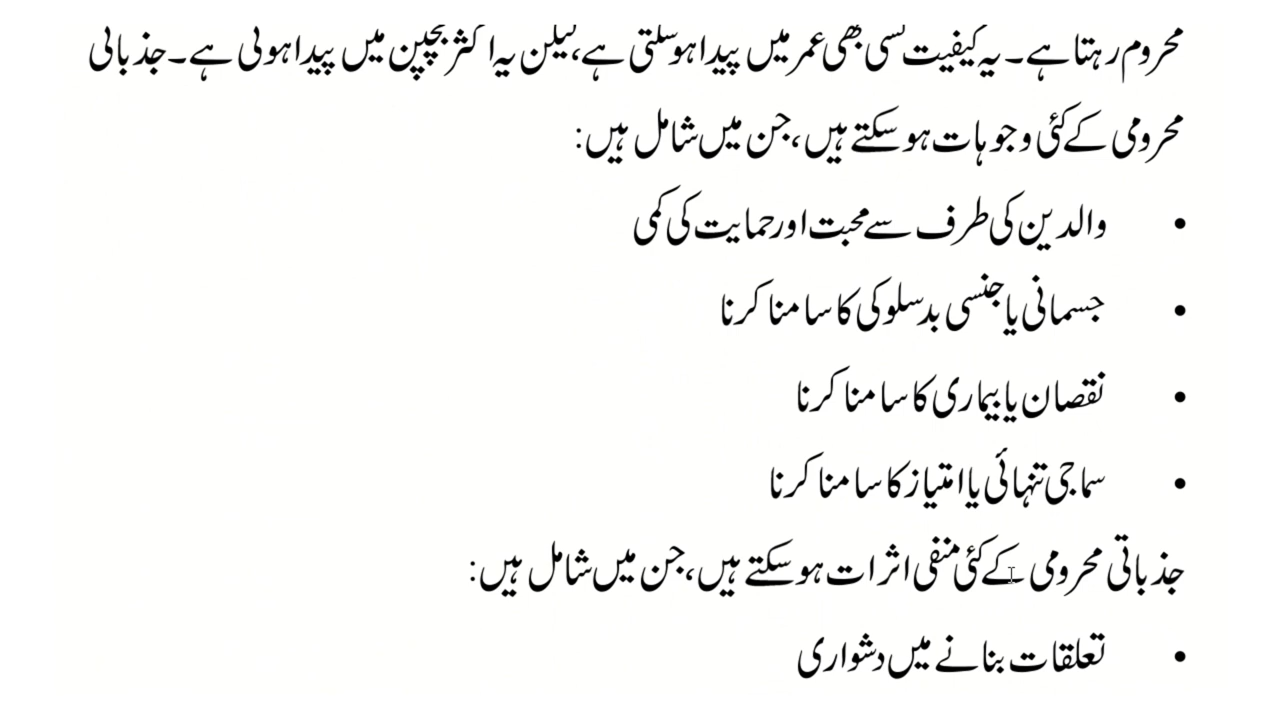 محروم رہتا ہے۔ یہ کیفیت کسی بھی عمر میں پیدا ہو سکتی ہے، لیکن یہ اکثر بچپن میں پیدا ہوتی ہے۔ جذباتی
محرومی کے کئی وجوہات ہو سکتے ہیں، جن میں شامل ہیں:
• والدین کی طرف سے محبت اور حمایت کی کمی
• جسمانی یا جنسی بدسلوکی کا سامنا کرنا
• نقصان یا بیماری کا سامنا کرنا
• سماجی تنہائی یا امتیاز کا سامنا کرنا
جذباتی محرومی کے کئی منفی اثرات ہو سکتے ہیں، جن میں شامل ہیں:
• تعلقات بنانے میں دشواری